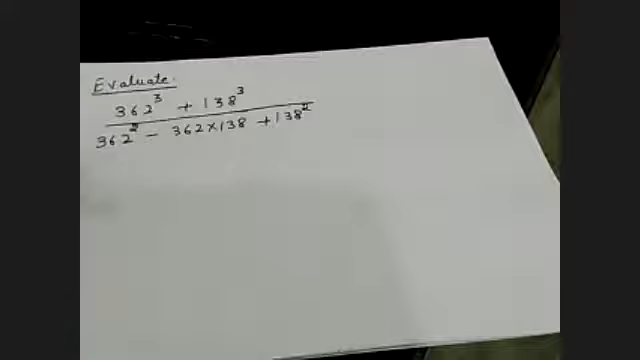 Evaluate.
362³ + 138³
362² - 362×138 + 138²